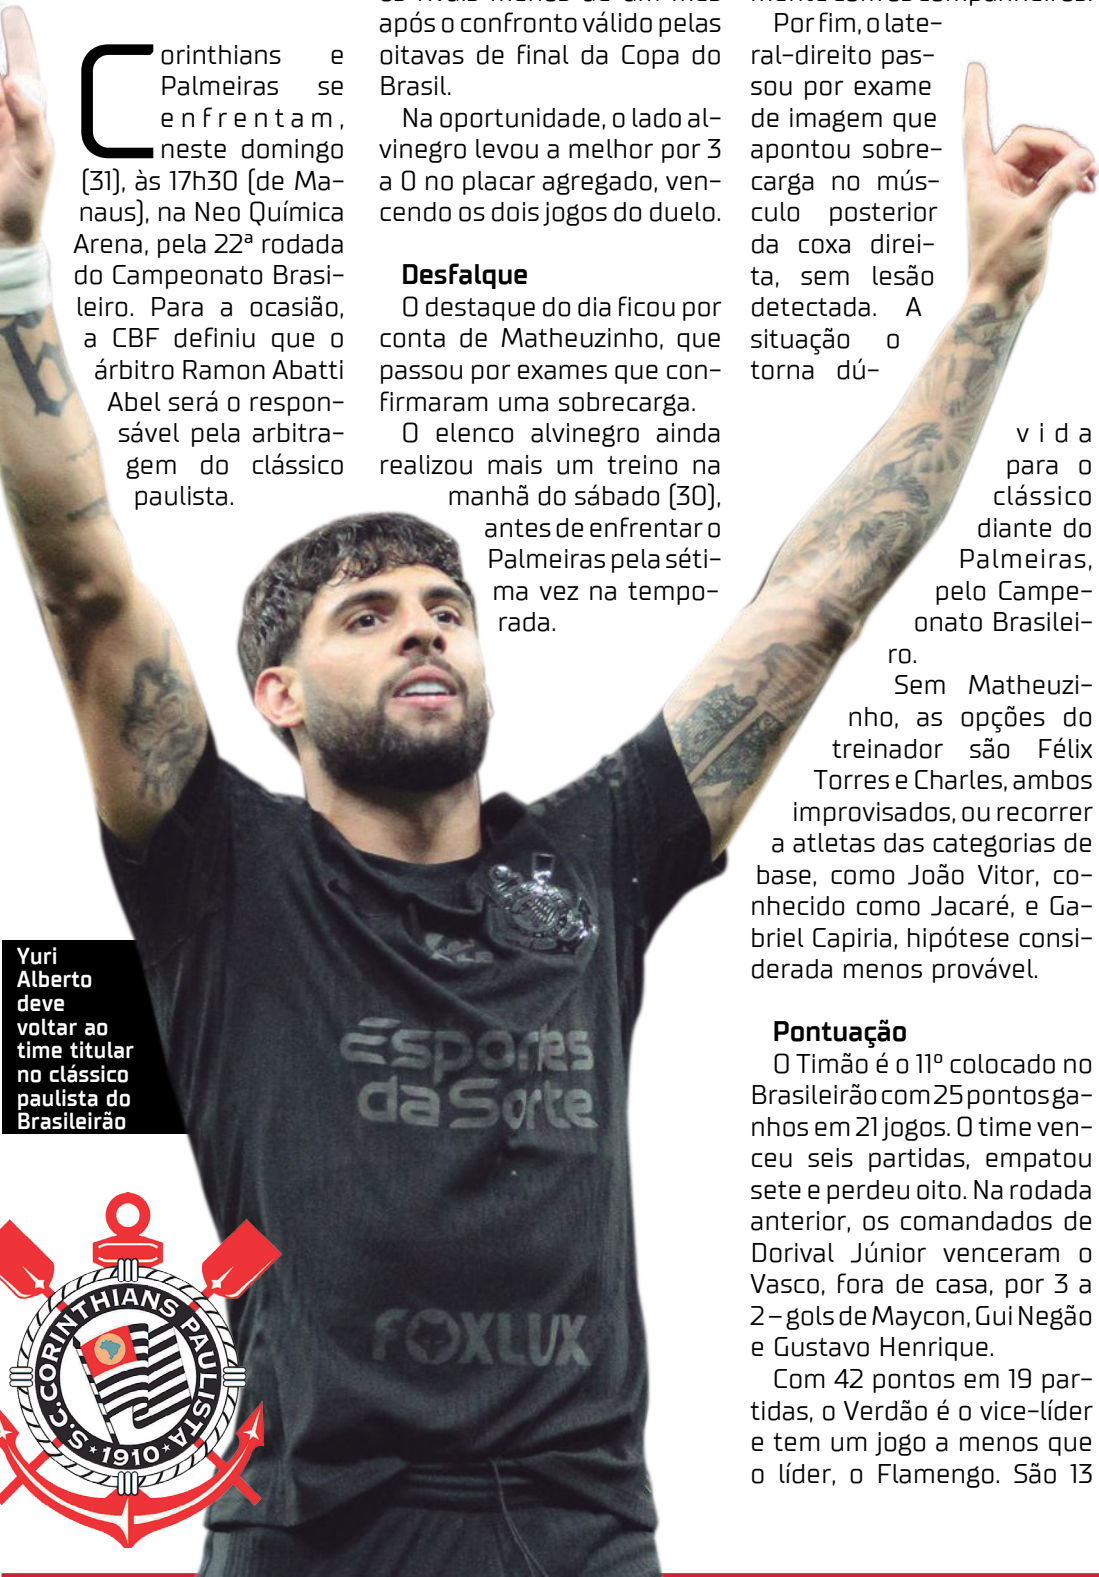 Corinthians e
Palmeiras se
enfrentam,
neste domingo
(31), às 17h30 (de Ma-
naus), na Neo Química
Arena, pela 22ª rodada
do Campeonato Brasi-
leiro. Para a ocasião,
a CBF definiu que o
árbitro Ramon Abatti
Abel será o respon-
sável pela arbitra-
gem do clássico
paulista.
após o confronto válido pelas
oitavas de final da Copa do
Brasil.
Na oportunidade, o lado al-
vinegro levou a melhor por 3
a 0 no placar agregado, ven-
cendo os dois jogos do duelo.
Desfalque
O destaque do dia ficou por
conta de Matheuzinho, que
passou por exames que con-
firmaram uma sobrecarga.
O elenco alvinegro ainda
realizou mais um treino na
manhã do sábado (30),
antes de enfrentar o
Palmeiras pela séti-
ma vez na tempo-
rada.
Por fim, o late-
ral-direito pas-
sou por exame
de imagem que
apontou sobre-
carga no mús-
culo posterior
da coxa direi-
ta, sem lesão
detectada. A
situação o
torna dú-
vida
para o
clássico
diante do
Palmeiras,
pelo Campe-
onato Brasilei-
ro.
Sem Matheuzi-
nho, as opções do
treinador são Félix
Torres e Charles, ambos
improvisados, ou recorrer
a atletas das categorias de
base, como João Vitor, co-
nhecido como Jacaré, e Ga-
briel Capiria, hipótese consi-
derada menos provável.
Pontuação
O Timão é o 11º colocado no
Brasileirão com 25 pontos ga-
nhos em 21 jogos. O time ven-
ceu seis partidas, empatou
sete e perdeu oito. Na rodada
anterior, os comandados de
Dorival Júnior venceram o
Vasco, fora de casa, por 3 a
2 – gols de Maycon, Gui Negão
e Gustavo Henrique.
Com 42 pontos em 19 par-
tidas, o Verdão é o vice-líder
e tem um jogo a menos que
o líder, o Flamengo. São 13
Yuri
Alberto
deve
voltar ao
time titular
no clássico
paulista do
Brasileirão
Esportes
da Sorte
FOXLUX
S.C.CORINTHIANS PAULISTA
1910